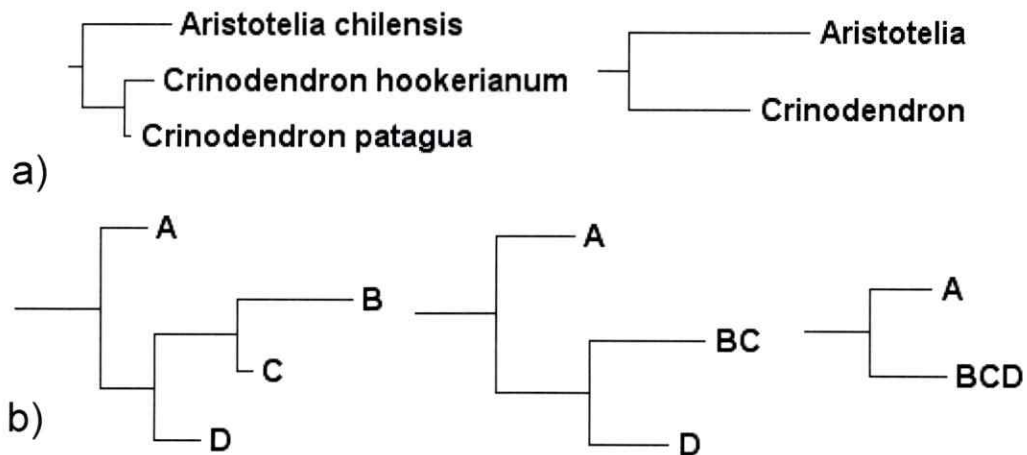 Aristotelia chilensis
Crinodendron hookerianum
Crinodendron patagua
Aristotelia
Crinodendron
a)
A
B
C
D
A
BC
D
A
BCD
b)